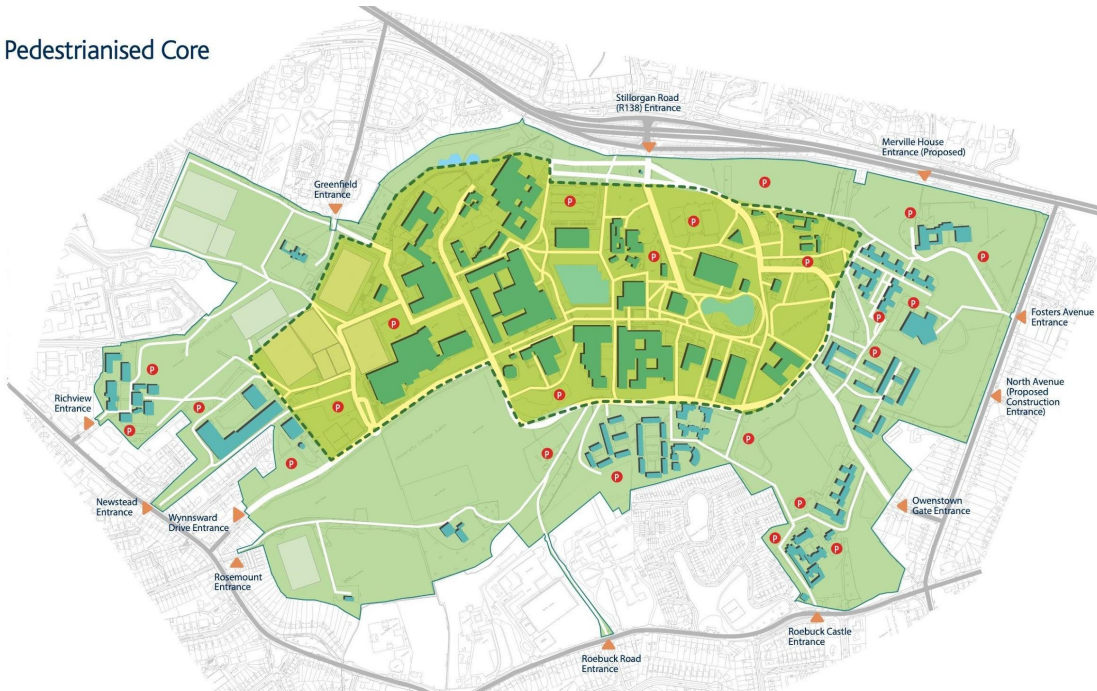 Pedestrianised Core
Stillorgan Road
(R138) Entrance
Merville House
Entrance (Proposed)
Greenfield
Entrance
P
P
P
P
P
P
P
P
Fosters Avenue
Entrance
P
P
P
P
P
North Avenue
(Proposed
Construction
Entrance)
Richview
Entrance
P
P
P
P
P
P
P
P
P
Newstead
Entrance
Wynnsward
Drive Entrance
Owenstown
Gate Entrance
P
P
P
Rosemount
Entrance
Roebuck Castle
Entrance
Roebuck Road
Entrance